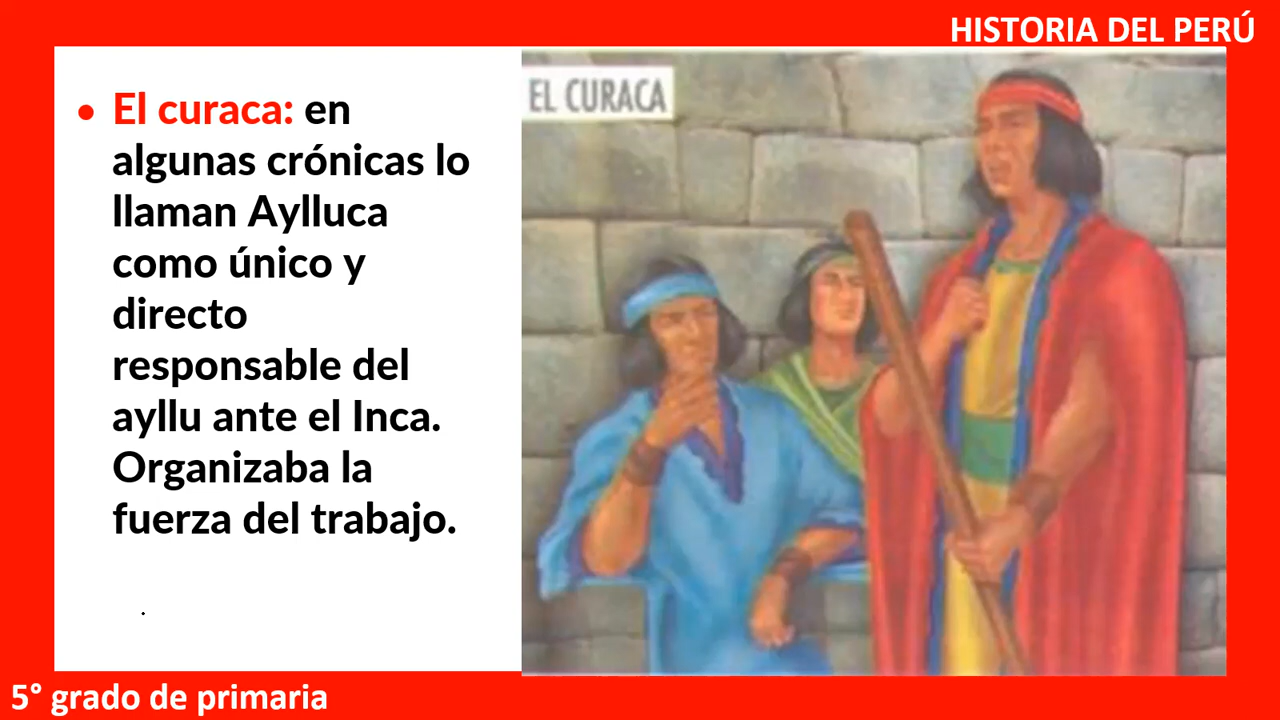 HISTORIA DEL PERÚ
• El curaca: en
algunas crónicas lo
llaman Aylluca
como único y
directo
responsable del
ayllu ante el Inca.
Organizaba la
fuerza del trabajo.
.
EL CURACA
5° grado de primaria